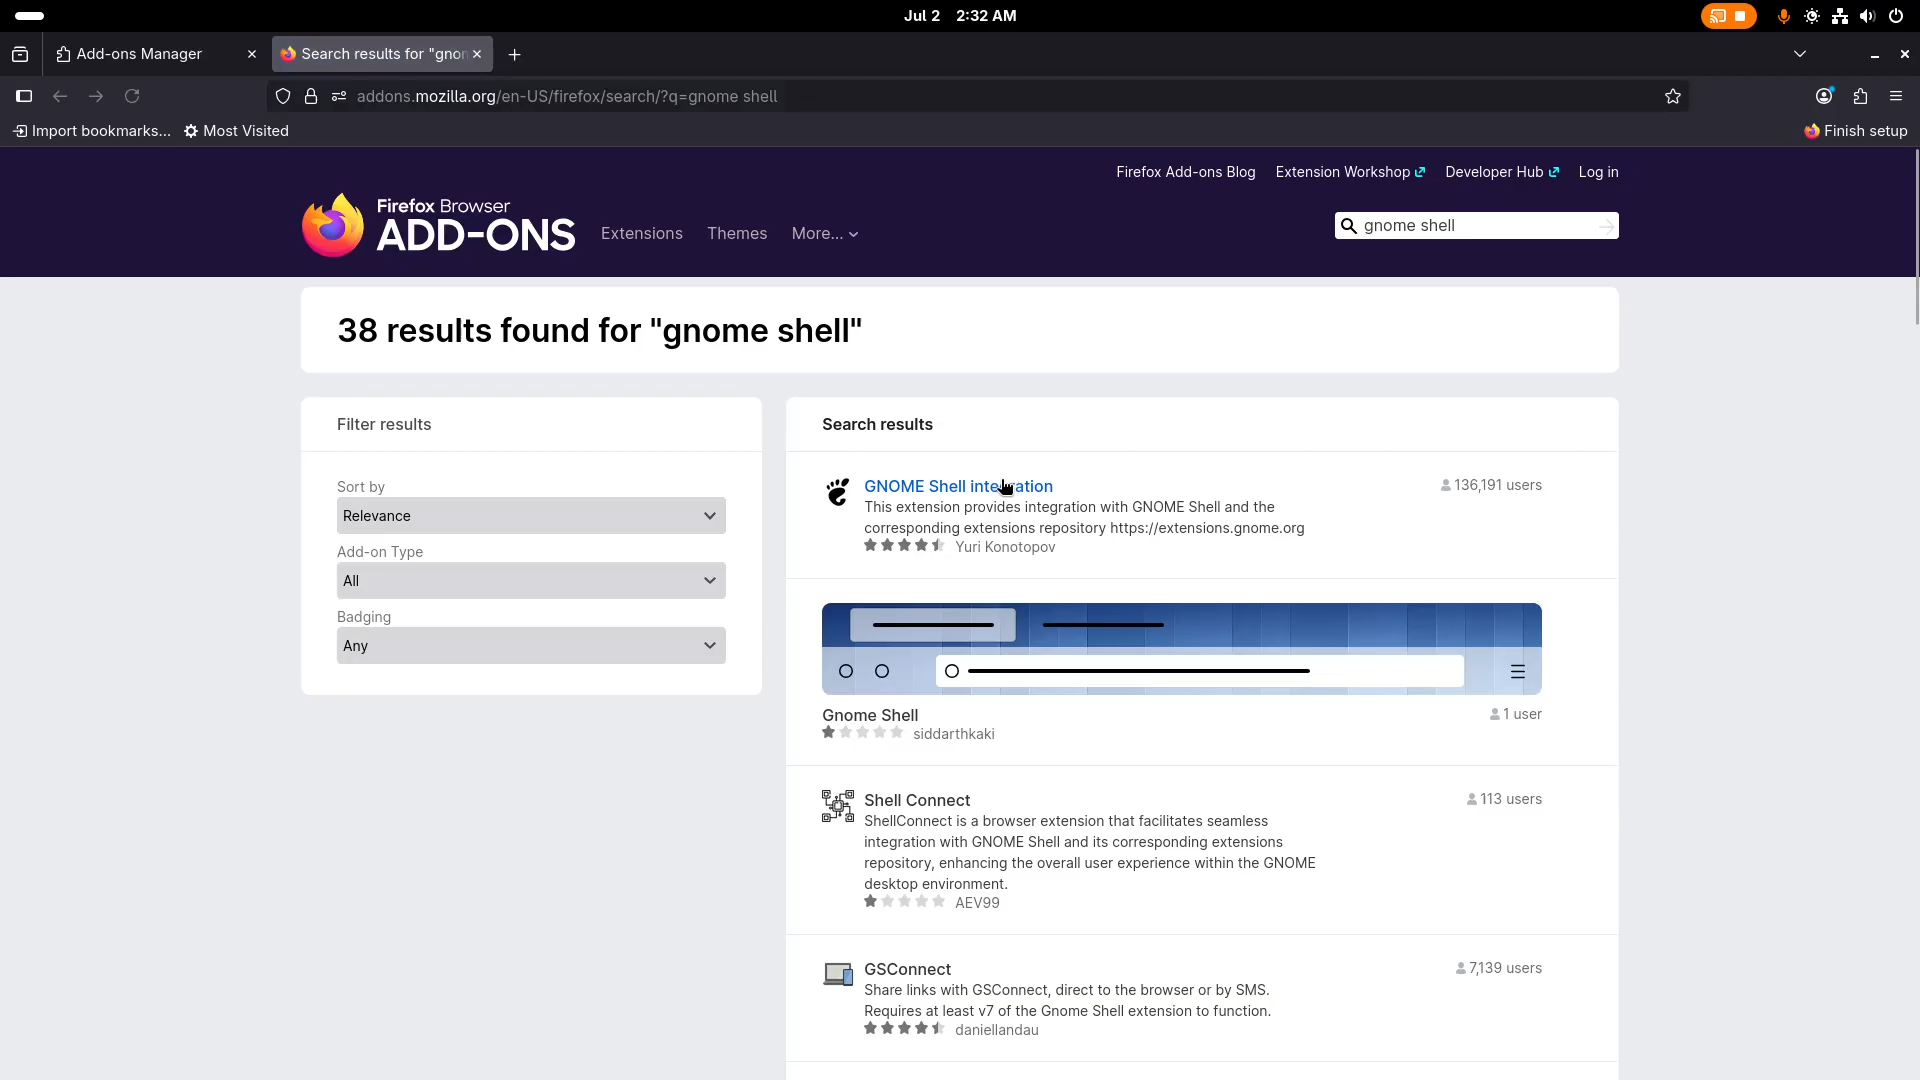 Jul 2 2:32 AM
Add-ons Manager
Search results for "gnon
addons.mozilla.org/en-US/firefox/search/?q=gnome shell
Import bookmarks...
Most Visited
Finish setup
Firefox Add-ons Blog
Extension Workshop
Developer Hub
Log in
Firefox Browser
ADD-ONS
Extensions
Themes
More...
gnome shell
38 results found for "gnome shell"
Filter results
Sort by
Relevance
Add-on Type
All
Badging
Any
Search results
GNOME Shell integration
136,191 users
This extension provides integration with GNOME Shell and the
corresponding extensions repository https://extensions.gnome.org
Yuri Konotopov
Gnome Shell
1 user
siddarthkaki
Shell Connect
113 users
ShellConnect is a browser extension that facilitates seamless
integration with GNOME Shell and its corresponding extensions
repository, enhancing the overall user experience within the GNOME
desktop environment.
AEV99
GSConnect
7,139 users
Share links with GSConnect, direct to the browser or by SMS.
Requires at least v7 of the Gnome Shell extension to function.
daniellandau